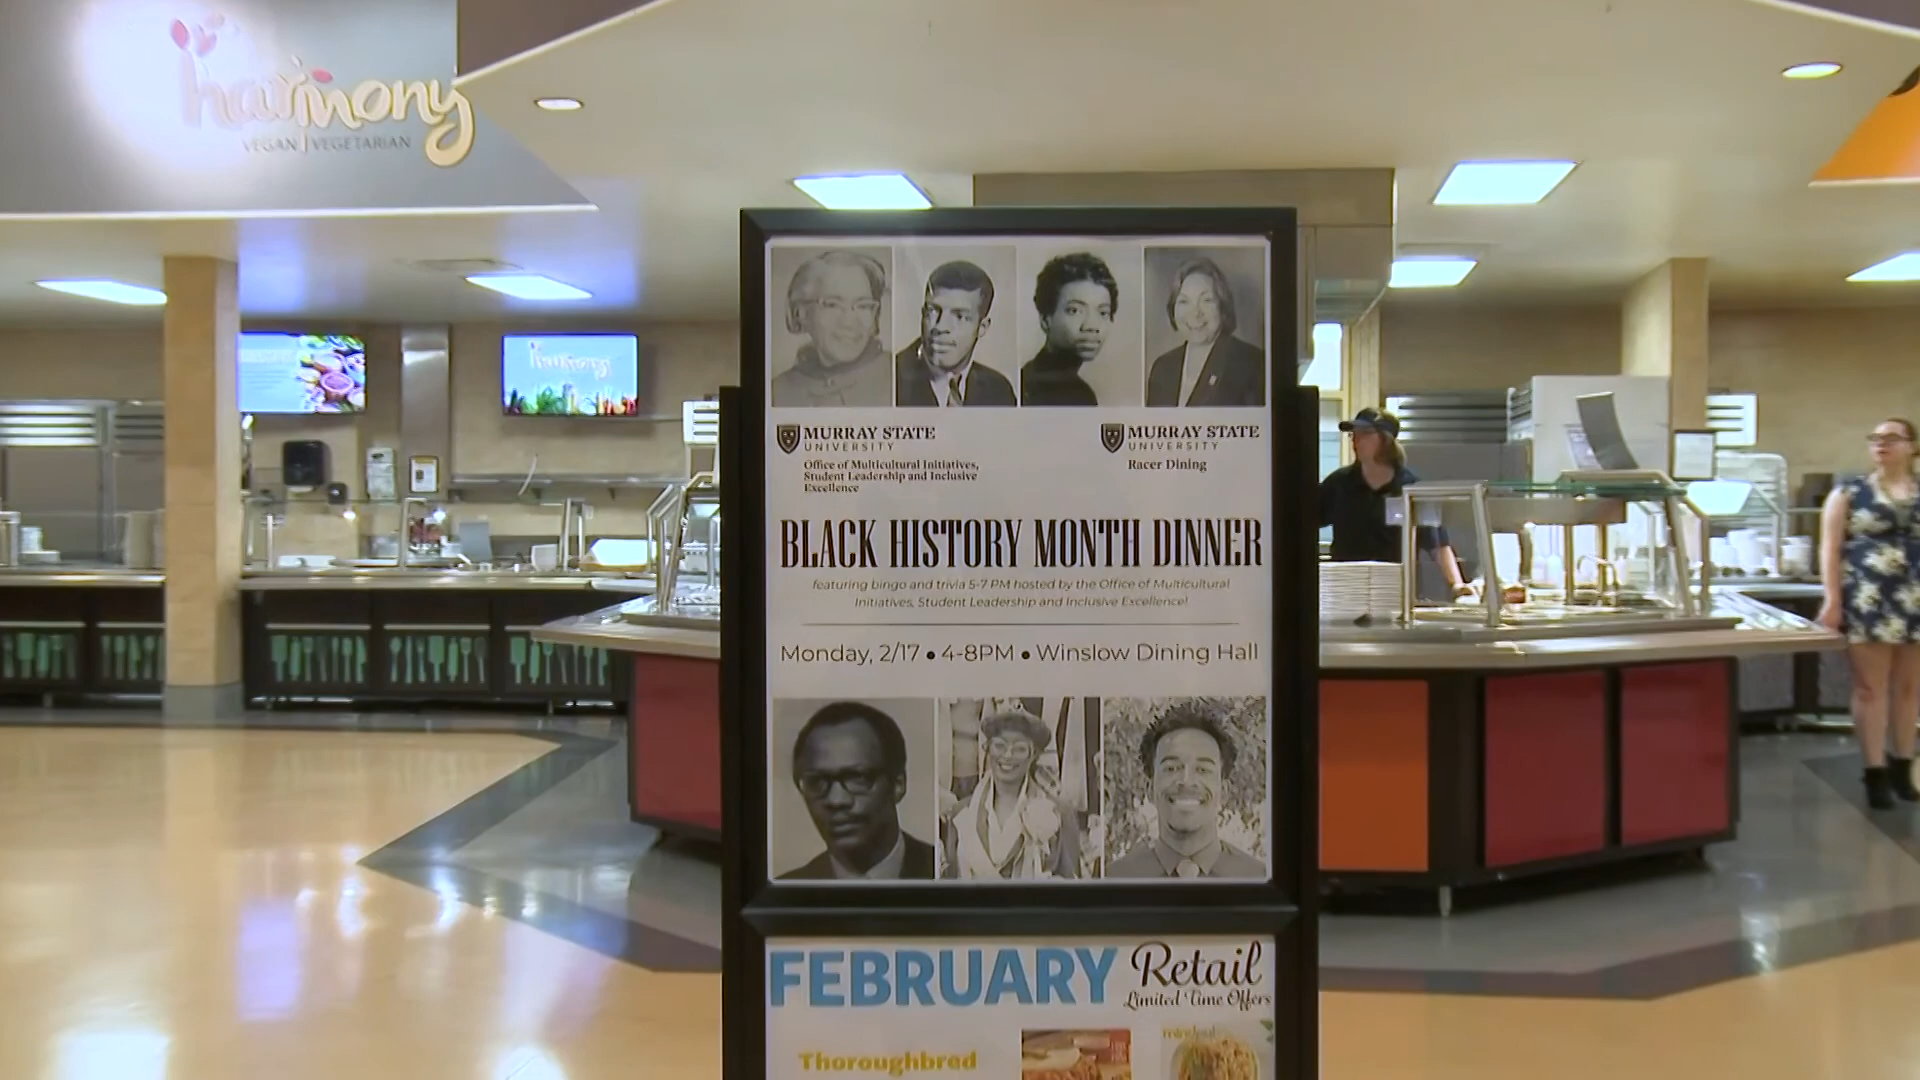 harmony
VEGAN | VEGETARIAN
harmony
MURRAY STATE
UNIVERSITY
Office of Multicultural Initiatives,
Student Leadership and Inclusive
Excellence
MURRAY STATE
UNIVERSITY
Racer Dining
BLACK HISTORY MONTH DINNER
featuring bingo and trivia 5-7 PM hosted by the Office of Multicultural
Initiatives, Student Leadership and Inclusive Excellence!
Monday, 2/17 • 4-8PM • Winslow Dining Hall
FEBRUARY Retail
Limited Time Offers
Thoroughbred